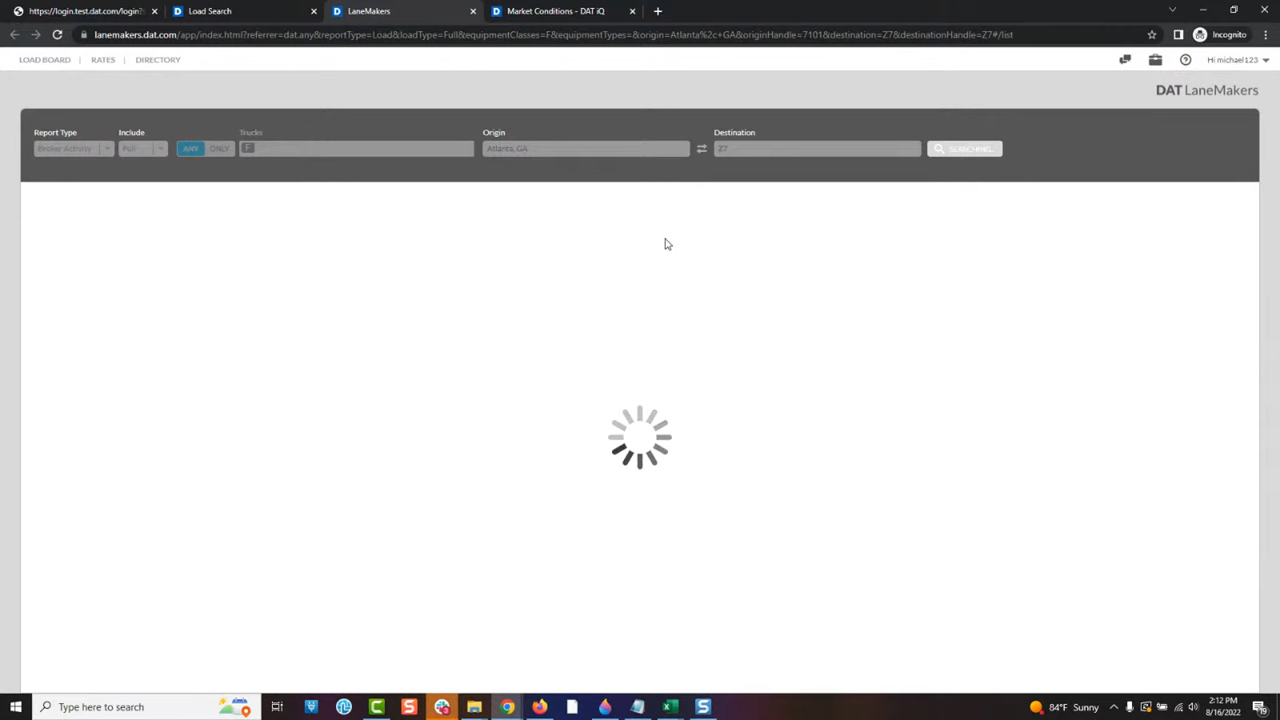 https://login.test.dat.com/login?s
Load Search
LaneMakers
Market Conditions - DAT iQ
lanemakers.dat.com/app/index.html?referrer=dat.any&reportType=Load&loadType=Full&equipmentClasses=F&equipmentTypes=&origin=Atlanta%2c+GA&originHandle=7101&destination=Z7&destinationHandle=Z7#/list
Incognito
LOAD BOARD | RATES | DIRECTORY
Hi michael123
DAT LaneMakers
Report Type Include Trucks Origin Destination
Broker Activity Full ANY ONLY F Atlanta, GA Z7 SEARCHING...
Type here to search
84°F Sunny
2:12 PM
8/16/2022
19